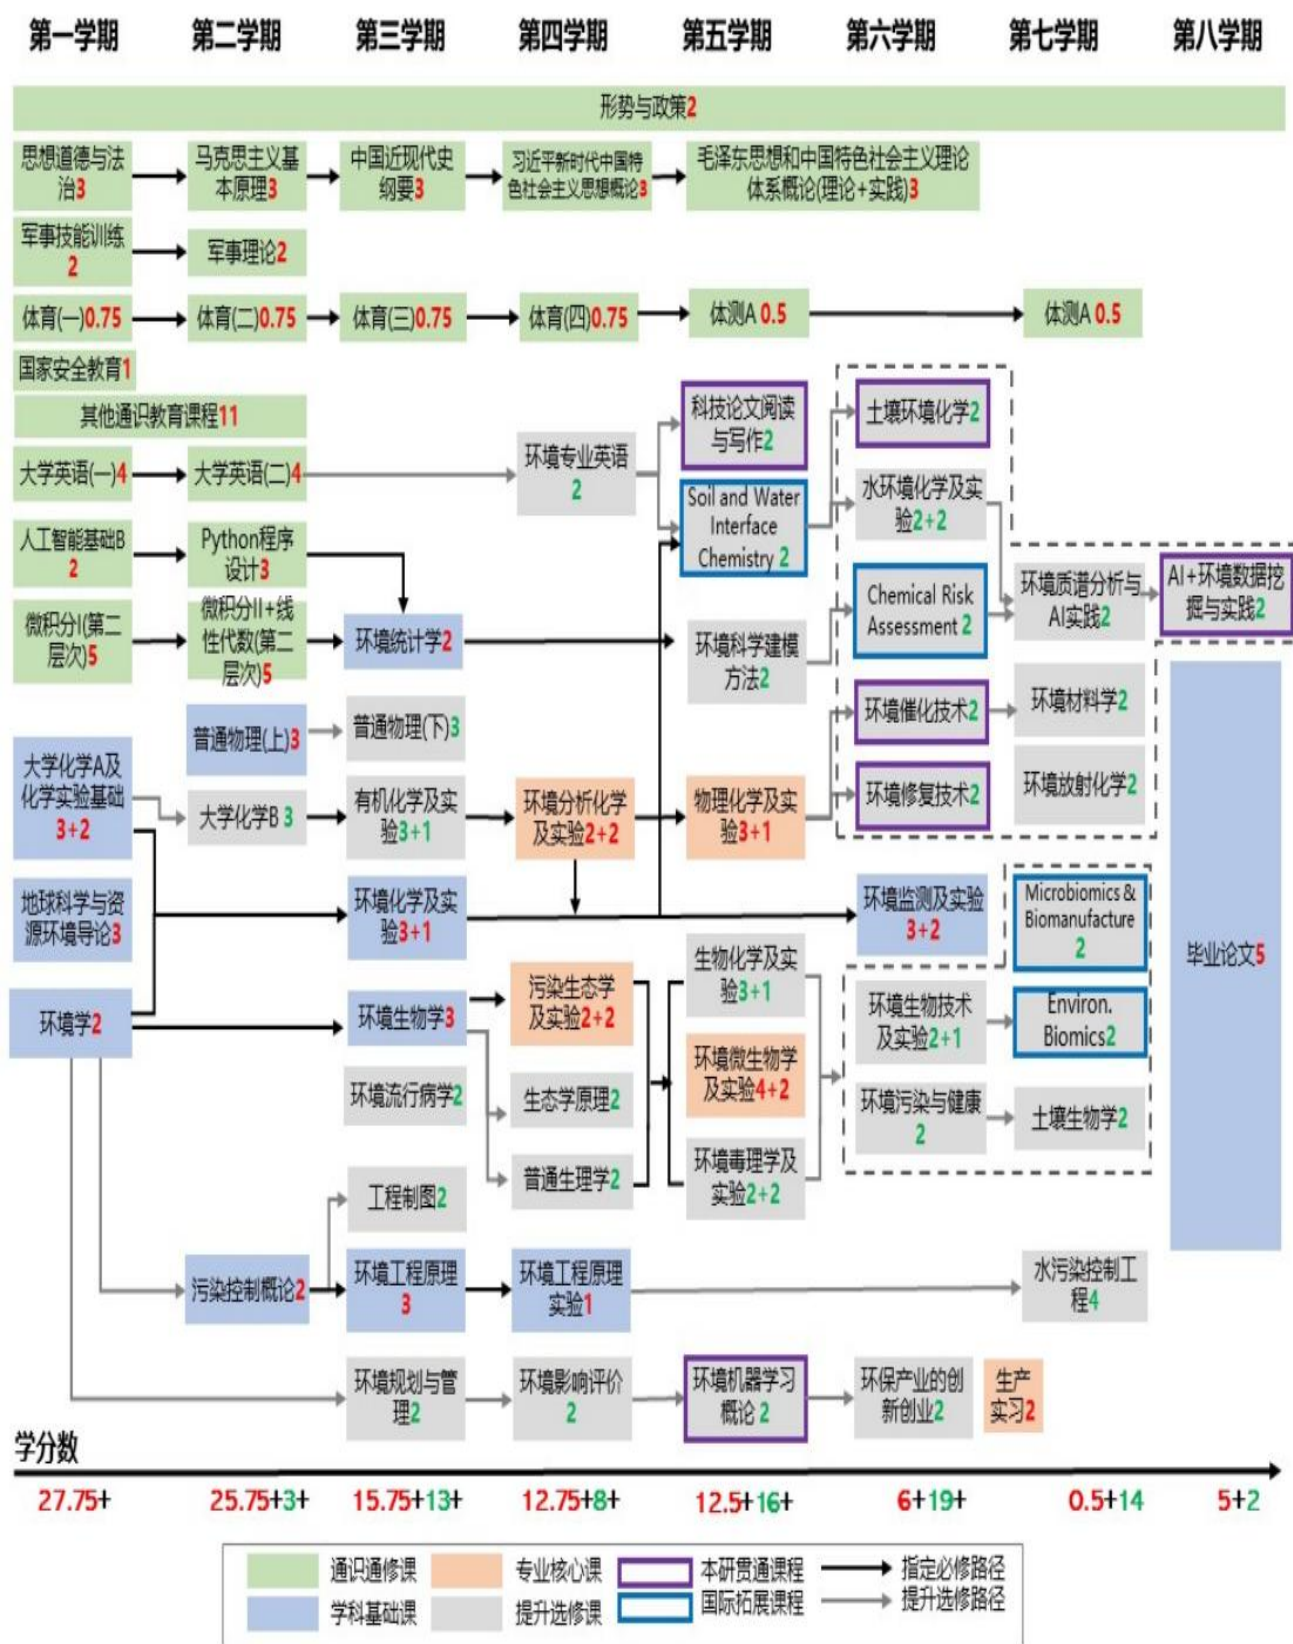 第一学期
第二学期
第三学期
第四学期
第五学期
第六学期
第七学期
第八学期
形势与政策2
思想道德与法
治3
马克思主义基
本原理3
中国近现代史
纲要3
习近平新时代中国特
色社会主义思想概论3
毛泽东思想和中国特色社会主义理论
体系概论(理论+实践)3
军事技能训练
2
军事理论2
体育(一)0.75
体育(二)0.75
体育(三)0.75
体育(四)0.75
体测A 0.5
体测A 0.5
国家安全教育1
其他通识教育课程11
大学英语(一)4
大学英语(二)4
环境专业英语
2
科技论文阅读
与写作2
Soil and Water
Interface
Chemistry 2
土壤环境化学2
水环境化学及实
验2+2
人工智能基础B
2
Python程序
设计3
微积分I(第二
层次)5
微积分II+线
性代数(第二
层次)5
环境统计学2
环境科学建模
方法2
Chemical Risk
Assessment 2
环境质谱分析与
AI实践2
AI+环境数据挖
掘与实践2
普通物理(上)3
普通物理(下)3
环境催化技术2
环境材料学2
大学化学A及
化学实验基础
3+2
大学化学B 3
有机化学及实
验3+1
环境分析化学
及实验2+2
物理化学及实
验3+1
环境修复技术2
环境放射化学2
地球科学与资
源环境导论3
环境化学及实
验3+1
环境监测及实验
3+2
Microbiomics &
Biomanufacture
2
毕业论文5
环境学2
环境生物学3
污染生态学
及实验2+2
生物化学及实
验3+1
环境生物技术
及实验2+1
Environ.
Biomics2
环境流行病学2
生态学原理2
环境微生物学
及实验4+2
环境污染与健康
2
土壤生物学2
普通生理学2
环境毒理学及
实验2+2
工程制图2
污染控制概论2
环境工程原理
3
环境工程原理
实验1
水污染控制工
程4
环境规划与管
理2
环境影响评价
2
环境机器学习
概论 2
环保产业的创
新创业2
生产
实习2
学分数
27.75+
25.75+3+
15.75+13+
12.75+8+
12.5+16+
6+19+
0.5+14
5+2
通识通修课
专业核心课
本研贯通课程
指定必修路径
学科基础课
提升选修课
国际拓展课程
提升选修路径